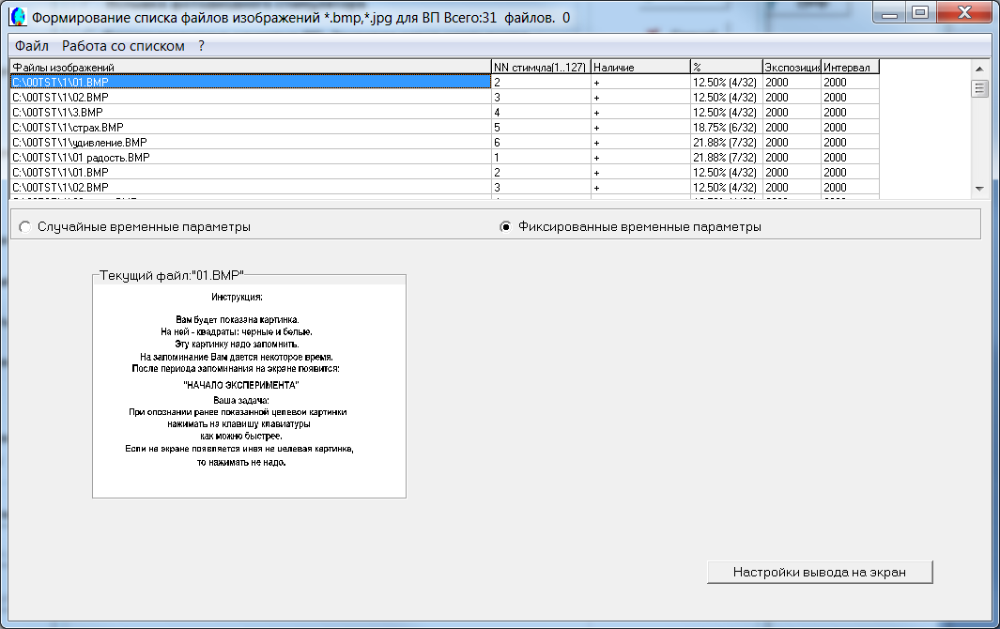 Формирование списка файлов изображений *.bmp,*.jpg для ВП Всего:31 файлов. 0
Файл Работа со списком ?
Файлы изображений NN стимула(1..127) Наличие % Экспозиция Интервал
C:\00TST\1\01.BMP 2 + 12.50% (4/32) 2000 2000
C:\00TST\1\02.BMP 3 + 12.50% (4/32) 2000 2000
C:\00TST\1\3.BMP 4 + 12.50% (4/32) 2000 2000
C:\00TST\1\страх.BMP 5 + 18.75% (6/32) 2000 2000
C:\00TST\1\удивление.BMP 6 + 21.88% (7/32) 2000 2000
C:\00TST\1\01 радость.BMP 1 + 21.88% (7/32) 2000 2000
C:\00TST\1\01.BMP 2 + 12.50% (4/32) 2000 2000
C:\00TST\1\02.BMP 3 + 12.50% (4/32) 2000 2000
Случайные временные параметры Фиксированные временные параметры
Текущий файл:"01.BMP"
Инструкция:
Вам будет показана картинка.
На ней - квадраты: черные и белые.
Эту картинку надо запомнить.
На запоминание Вам дается некоторое время.
После периода запоминания на экране появится:
"НАЧАЛО ЭКСПЕРИМЕНТА"
Ваша задача:
При опознании ранее показанной целевой картинки
нажимать на клавишу клавиатуры
как можно быстрее.
Если на экране появляется иная не целевая картинка,
то нажимать не надо.
Настройки вывода на экран